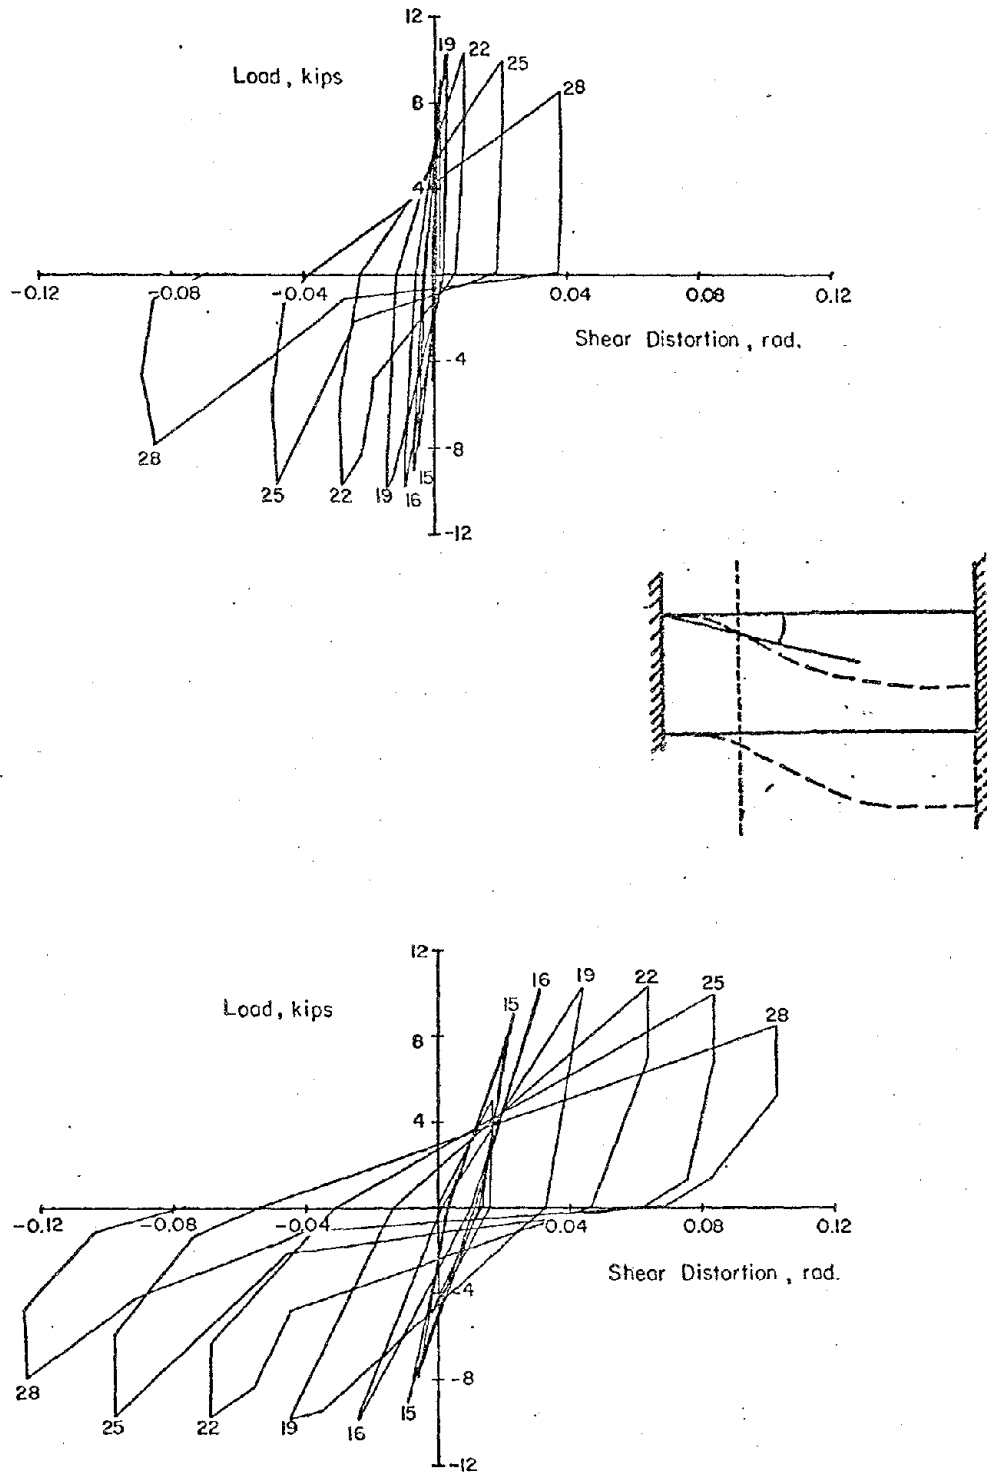 12
19 22 25 28
Load, kips
8
4
-0.12 -0.08 -0.04 0.04 0.08 0.12
Shear Distortion, rad.
-4
-8
28 25 22 19 16 15
-12
12
15 16 19 22 25 28
Load, kips
8
4
-0.12 -0.08 -0.04 0.04 0.08 0.12
Shear Distortion, rad.
-4
-8
28 25 22 19 16 15
-12